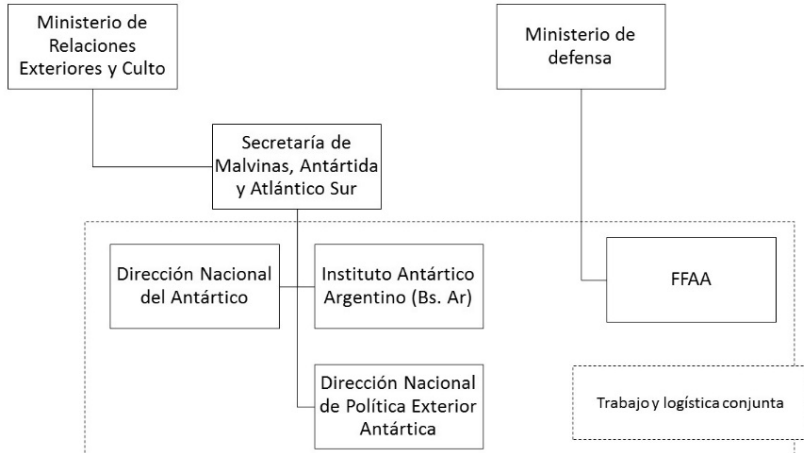 Ministerio de
Relaciones
Exteriores y Culto
Ministerio de
defensa
Secretaría de
Malvinas, Antártida
y Atlántico Sur
Dirección Nacional
del Antártico
Instituto Antártico
Argentino (Bs. Ar)
FFAA
Dirección Nacional
de Política Exterior
Antártica
Trabajo y logística conjunta